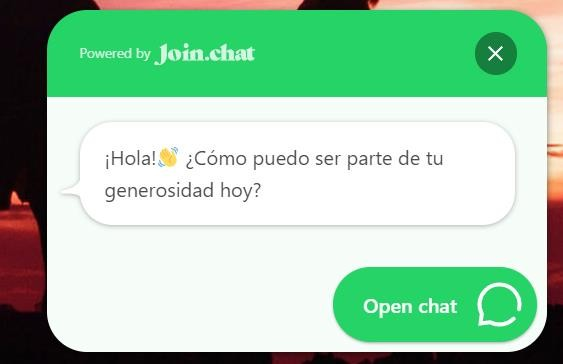 Powered by Join.chat
¡Hola!👋 ¿Cómo puedo ser parte de tu
generosidad hoy?
Open chat